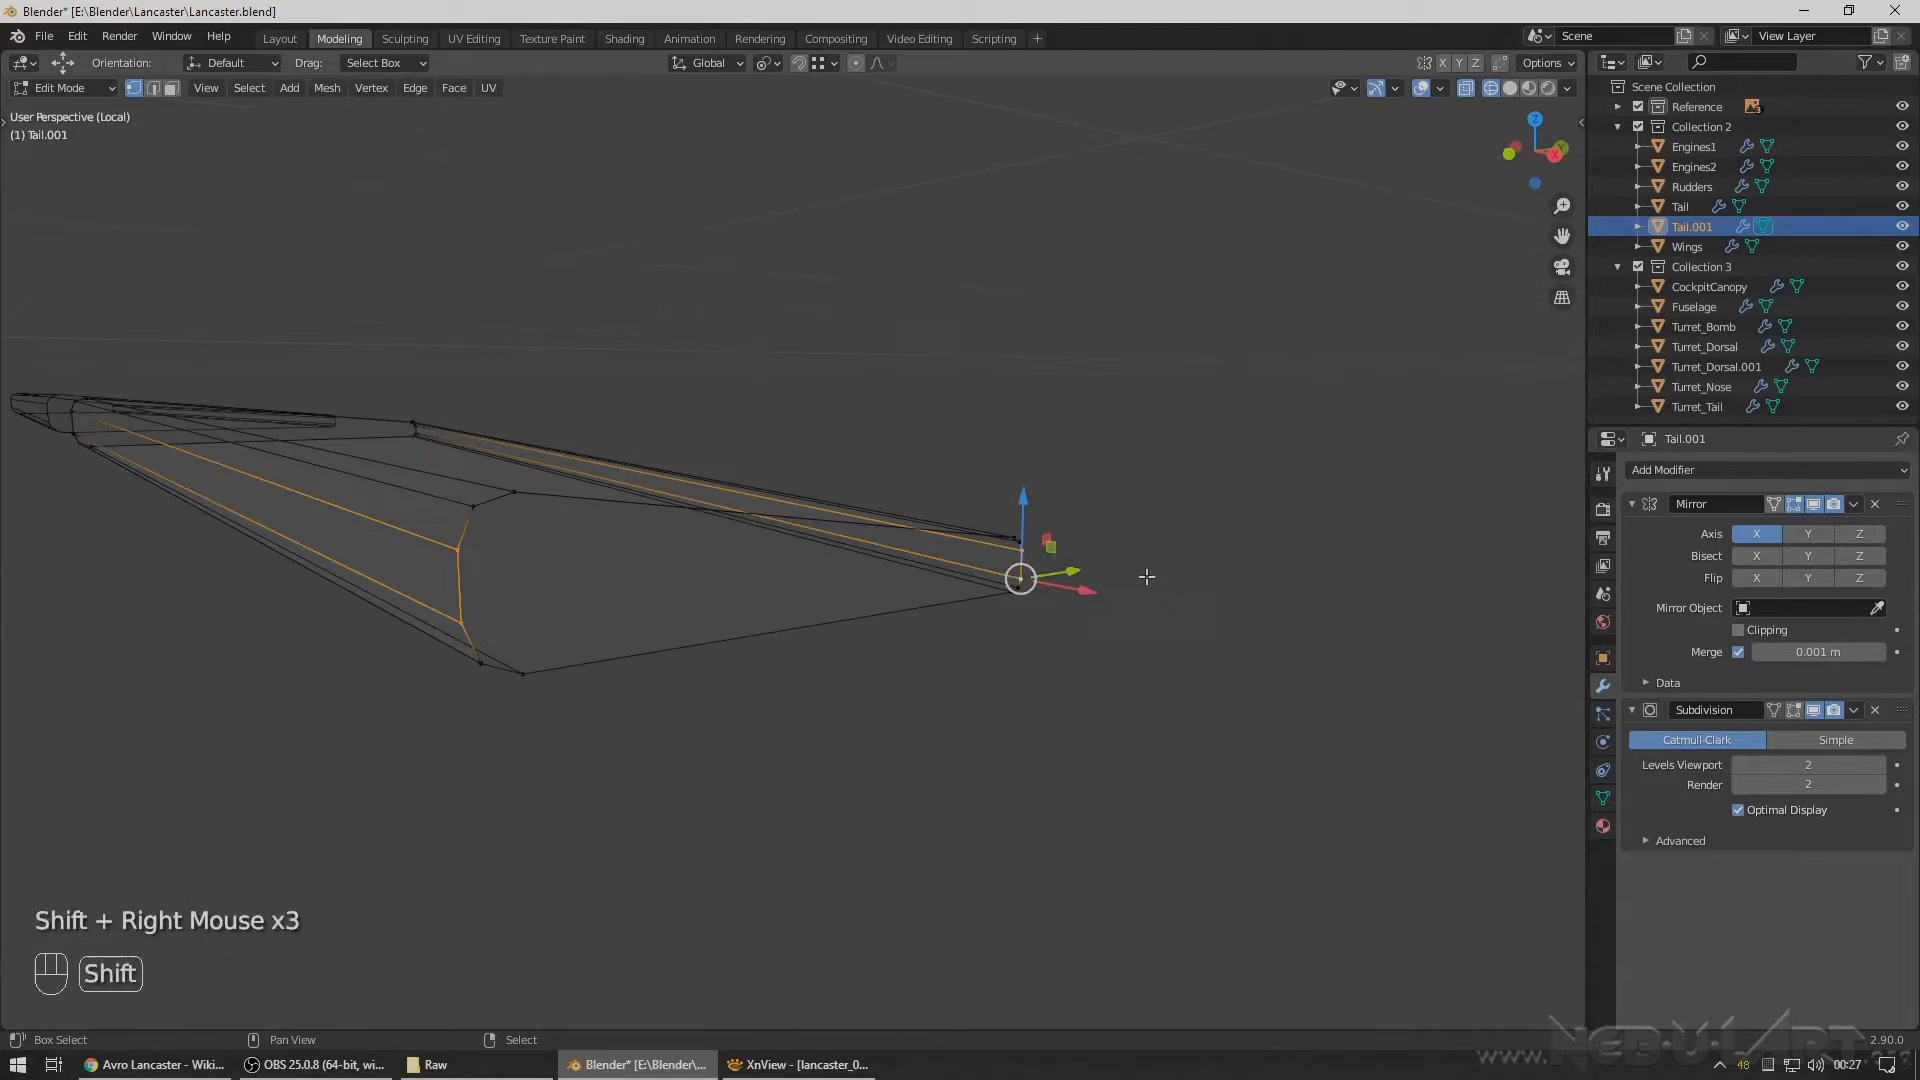 Blender* [E:\Blender\Lancaster\Lancaster.blend]
File Edit Render Window Help Layout Modeling Sculpting UV Editing Texture Paint Shading Animation Rendering Compositing Video Editing Scripting + Scene View Layer
Orientation: Default Drag: Select Box Global X Y Z Options
Edit Mode View Select Add Mesh Vertex Edge Face UV
User Perspective (Local)
(1) Tail.001
Z
X
Scene Collection
Reference 3
Collection 2
Engines1
Engines2
Rudders
Tail
Tail.001
Wings
Collection 3
CockpitCanopy
Fuselage
Turret_Bomb
Turret_Dorsal
Turret_Dorsal.001
Turret_Nose
Turret_Tail
Tail.001
Add Modifier
Mirror
Axis X Y Z
Bisect X Y Z
Flip X Y Z
Mirror Object
Clipping
Merge 0.001 m
Data
Subdivision
Catmull-Clark Simple
Levels Viewport 2
Render 2
Optimal Display
Advanced
Shift + Right Mouse x3
Shift
Box Select Pan View Select 2.90.0
www.NEBULART
Avro Lancaster - Wiki... OBS 25.0.8 (64-bit, wi... Raw Blender* [E:\Blender\... XnView - [lancaster_0... 48 00:27